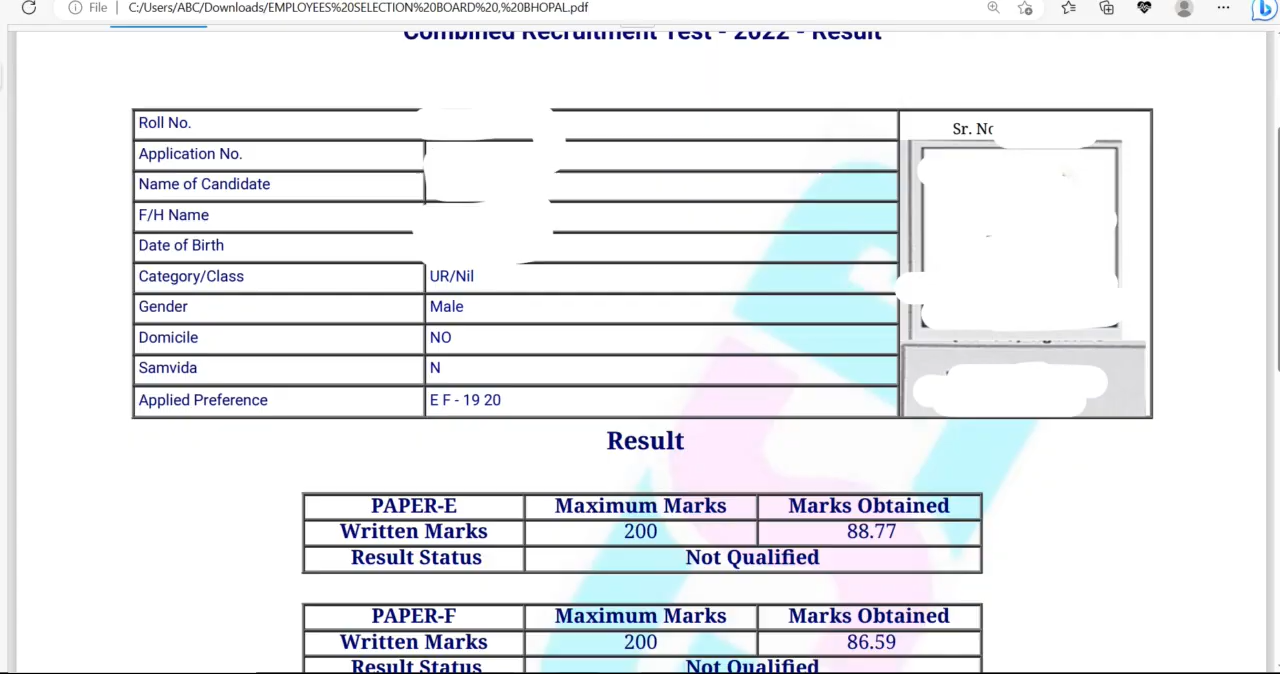 File
C:/Users/ABC/Downloads/EMPLOYEES%20SELECTION%20BOARD%20,%20BHOPAL.pdf
Combined Recruitment Test - 2022 - Result
Roll No.
Sr. No
Application No.
Name of Candidate
F/H Name
Date of Birth
Category/Class UR/Nil
Gender Male
Domicile NO
Samvida N
Applied Preference E F - 19 20
Result
PAPER-E Maximum Marks Marks Obtained
Written Marks 200 88.77
Result Status Not Qualified
PAPER-F Maximum Marks Marks Obtained
Written Marks 200 86.59
Result Status Not Qualified